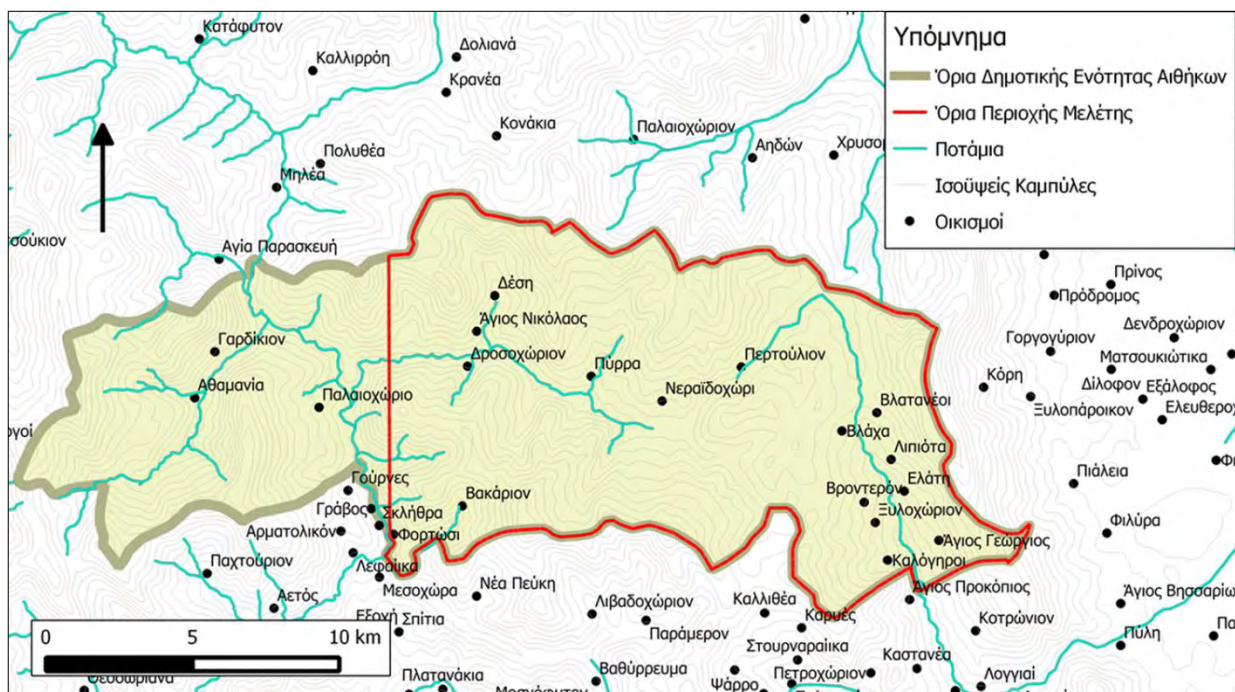 Υπόμνημα
Όρια Δημοτικής Ενότητας Αιθήκων
Όρια Περιοχής Μελέτης
Ποτάμια
Ισοϋψείς Καμπύλες
Οικισμοί
Κατάφυτον
Καλλιρρόη
Δολιανά
Κρανέα
Κονάκια
Παλαιοχώριον
Αηδών
Πολυθέα
Μηλέα
Αγία Παρασκευή
Δέση
Άγιος Νικόλαος
Δροσοχώριον
Πύρρα
Περτούλιον
Νεραϊδοχώρι
Γαρδίκιον
Αθαμανία
Παλαιοχώριο
Βλατανέοι
Βλάχα
Λιπιότα
Ελάτη
Βροντερόν
Ξυλοχώριον
Άγιος Γεώργιος
Καλόγηροι
Άγιος Προκόπιος
Πρίνος
Πρόδρομος
Δενδροχώριον
Γοργογύριον
Ματσουκιώτικα
Κόρη
Δίλοφον
Εξάλοφος
Ξυλοπάροικον
Πιάλεια
Φιλύρα
Γούρνες
Γράβος
Σκλήθρα
Αρματολικόν
Φορτώσι
Βακάριον
Παχτούριον
Λεφαίικα
Μεσοχώρα
Αετός
Νέα Πεύκη
Εξοχή
Σπίτια
Λιβαδοχώριον
Παράμερον
Καλλιθέα
Καρυές
Στουρναραίικα
Κοτρώνιον
Πύλη
Βαθύρρευμα
Πλατανάκια
Πετροχώριον
Ψάρρο
Καστανέα
Λογγιαί
0 5 10 km